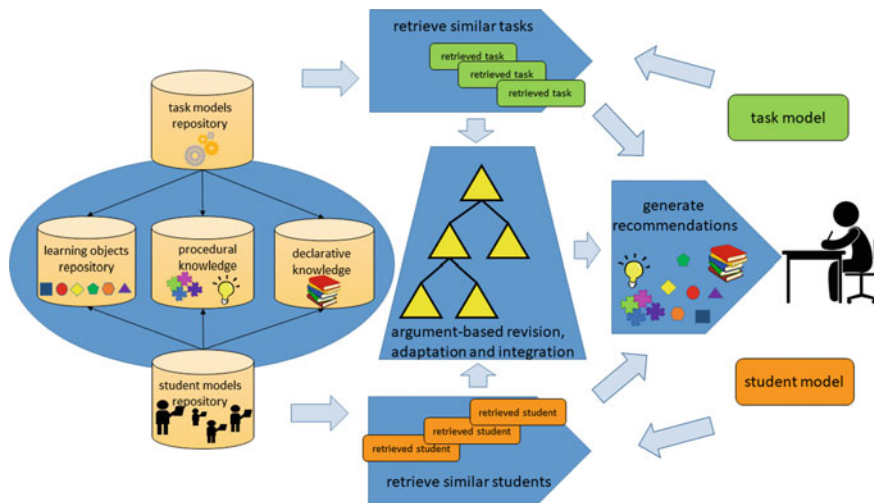 retrieve similar tasks
retrieved task
retrieved task
retrieved task
task models
repository
task model
learning objects
repository
procedural
knowledge
declarative
knowledge
generate
recommendations
argument-based revision,
adaptation and integration
student models
repository
student model
retrieved student
retrieved student
retrieved student
retrieve similar students